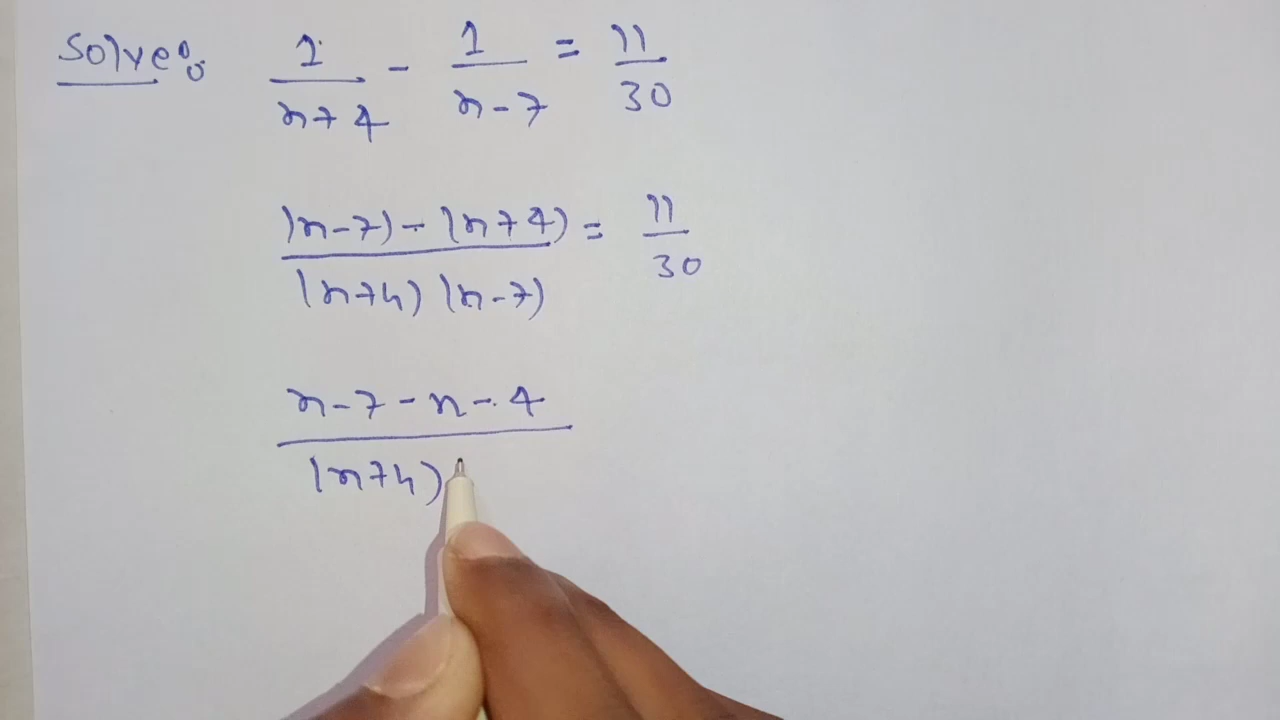 Solve: 1/(x+4) - 1/(x-7) = 11/30
((x-7) - (x+4))/((x+4)(x-7)) = 11/30
(x-7-x-4)/((x+4)